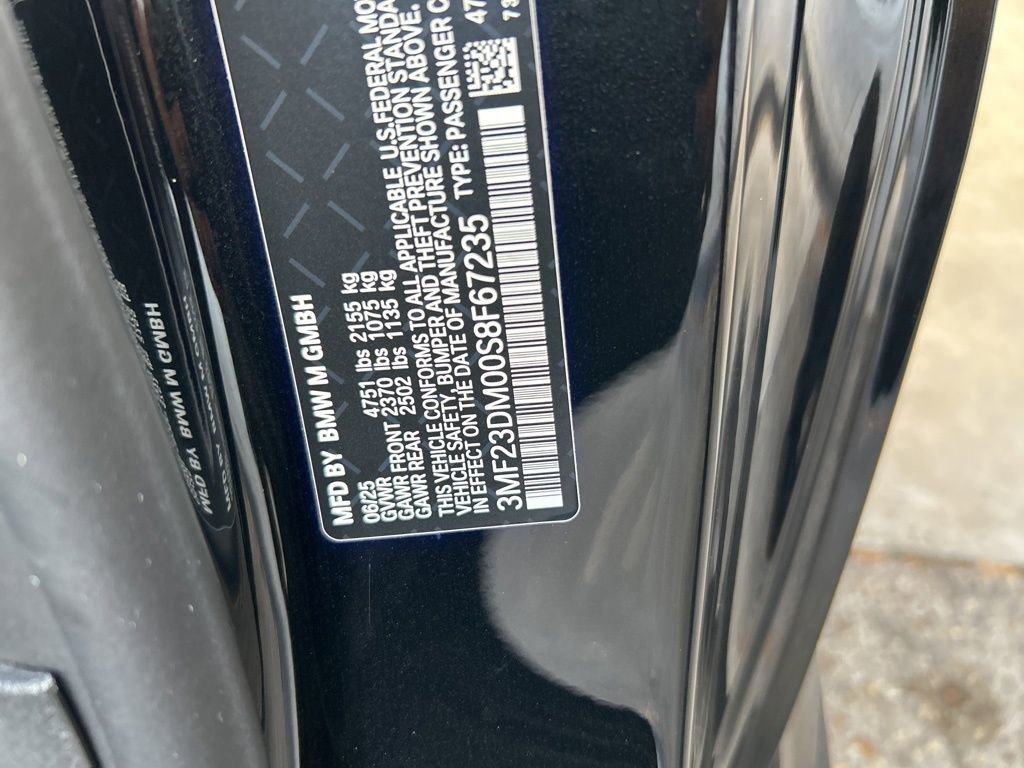 MFD BY BMW M GMBH
06/25
GVWR 4751 lbs 2155 kg
GAWR FRONT 2370 lbs 1075 kg
GAWR REAR 2502 lbs 1135 kg
THIS VEHICLE CONFORMS TO ALL APPLICABLE U.S. FEDERAL MO
VEHICLE SAFETY, BUMPER AND THEFT PREVENTION STANDA
IN EFFECT ON THE DATE OF MANUFACTURE SHOWN ABOVE.
3MF23DM00S8F67235 TYPE: PASSENGER C
47
73